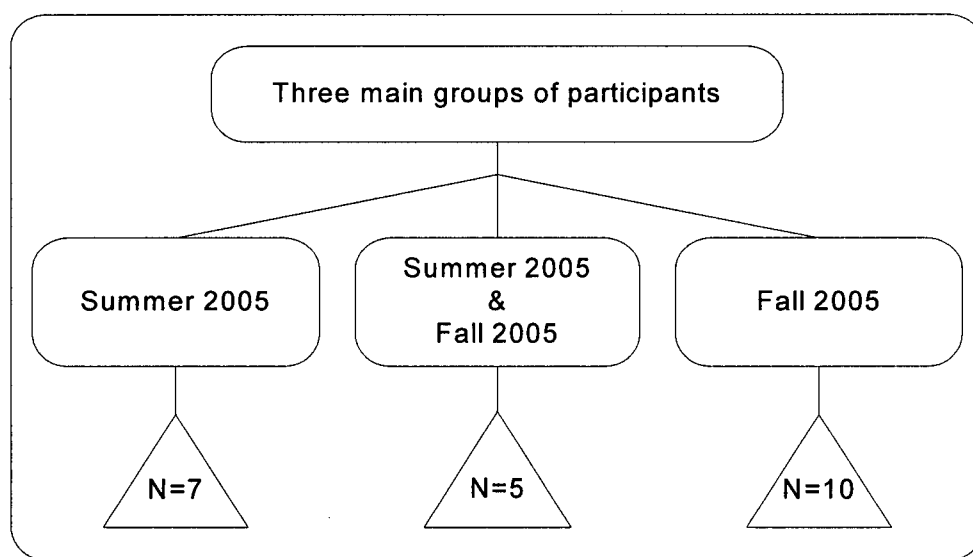 Three main groups of participants
Summer 2005
Summer 2005
&
Fall 2005
Fall 2005
N=7
N=5
N=10